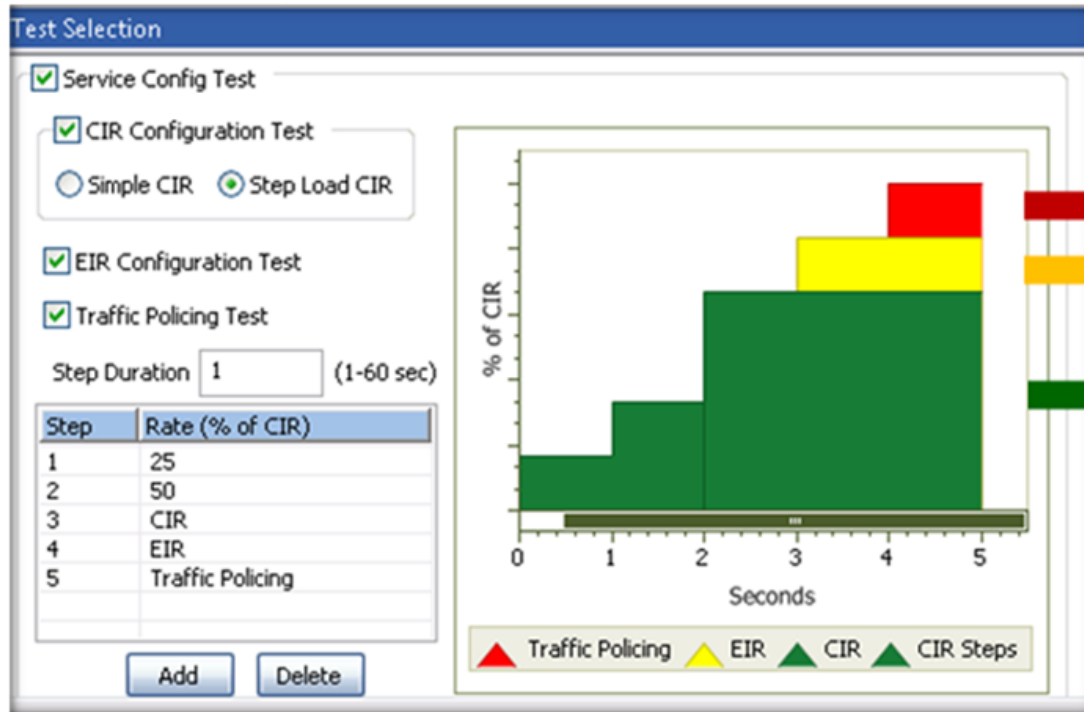 Test Selection
Service Config Test
CIR Configuration Test
Simple CIR Step Load CIR
EIR Configuration Test
Traffic Policing Test
Step Duration 1 (1-60 sec)
Step Rate (% of CIR)
1 25
2 50
3 CIR
4 EIR
5 Traffic Policing
Add Delete
% of CIR
0 1 2 3 4 5
Seconds
Traffic Policing EIR CIR CIR Steps